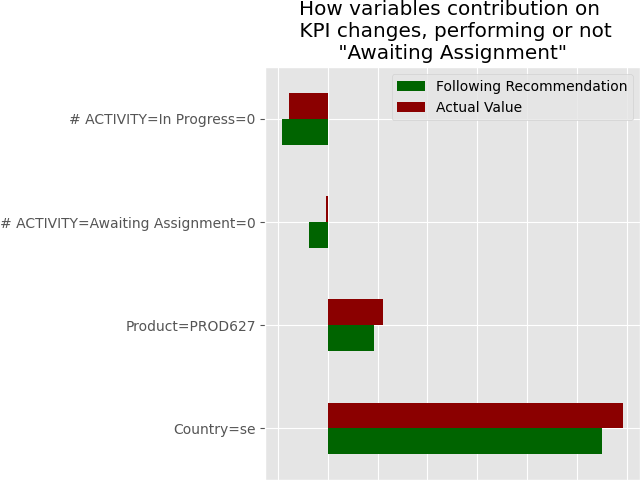 How variables contribution on
KPI changes, performing or not
"Awaiting Assignment"
Following Recommendation
Actual Value
# ACTIVITY=In Progress=0
# ACTIVITY=Awaiting Assignment=0
Product=PROD627
Country=se